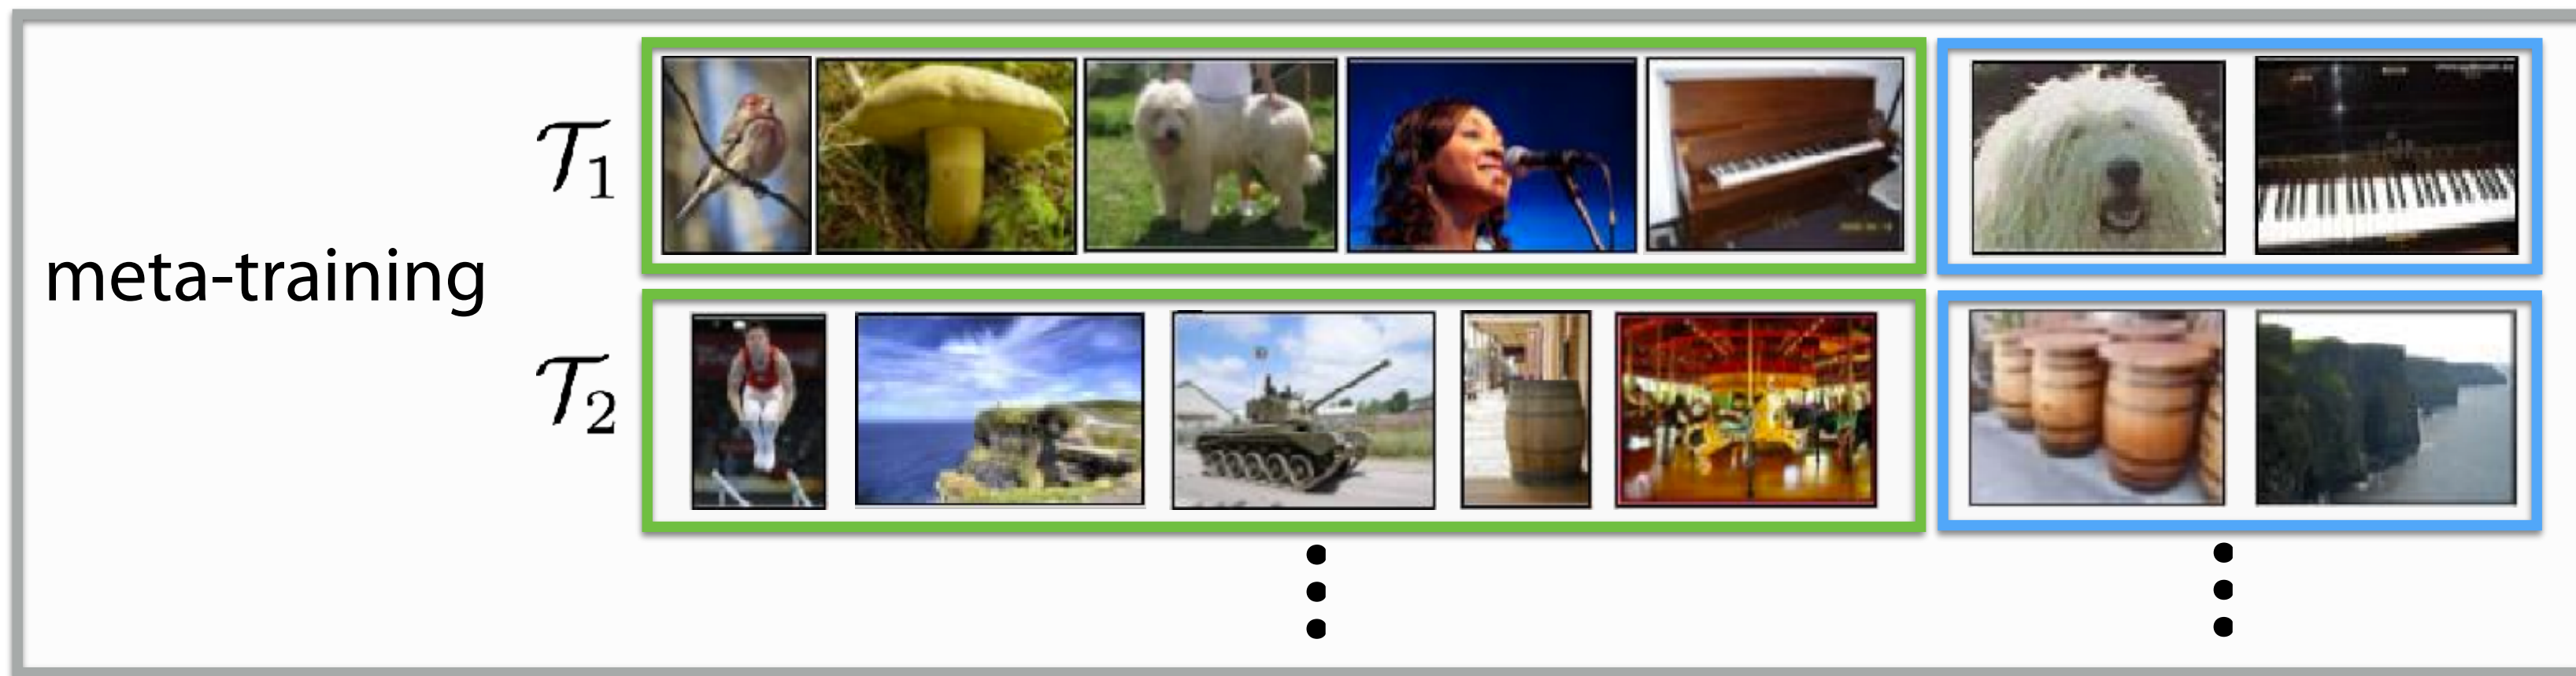 𝒯₁
meta-training
𝒯₂